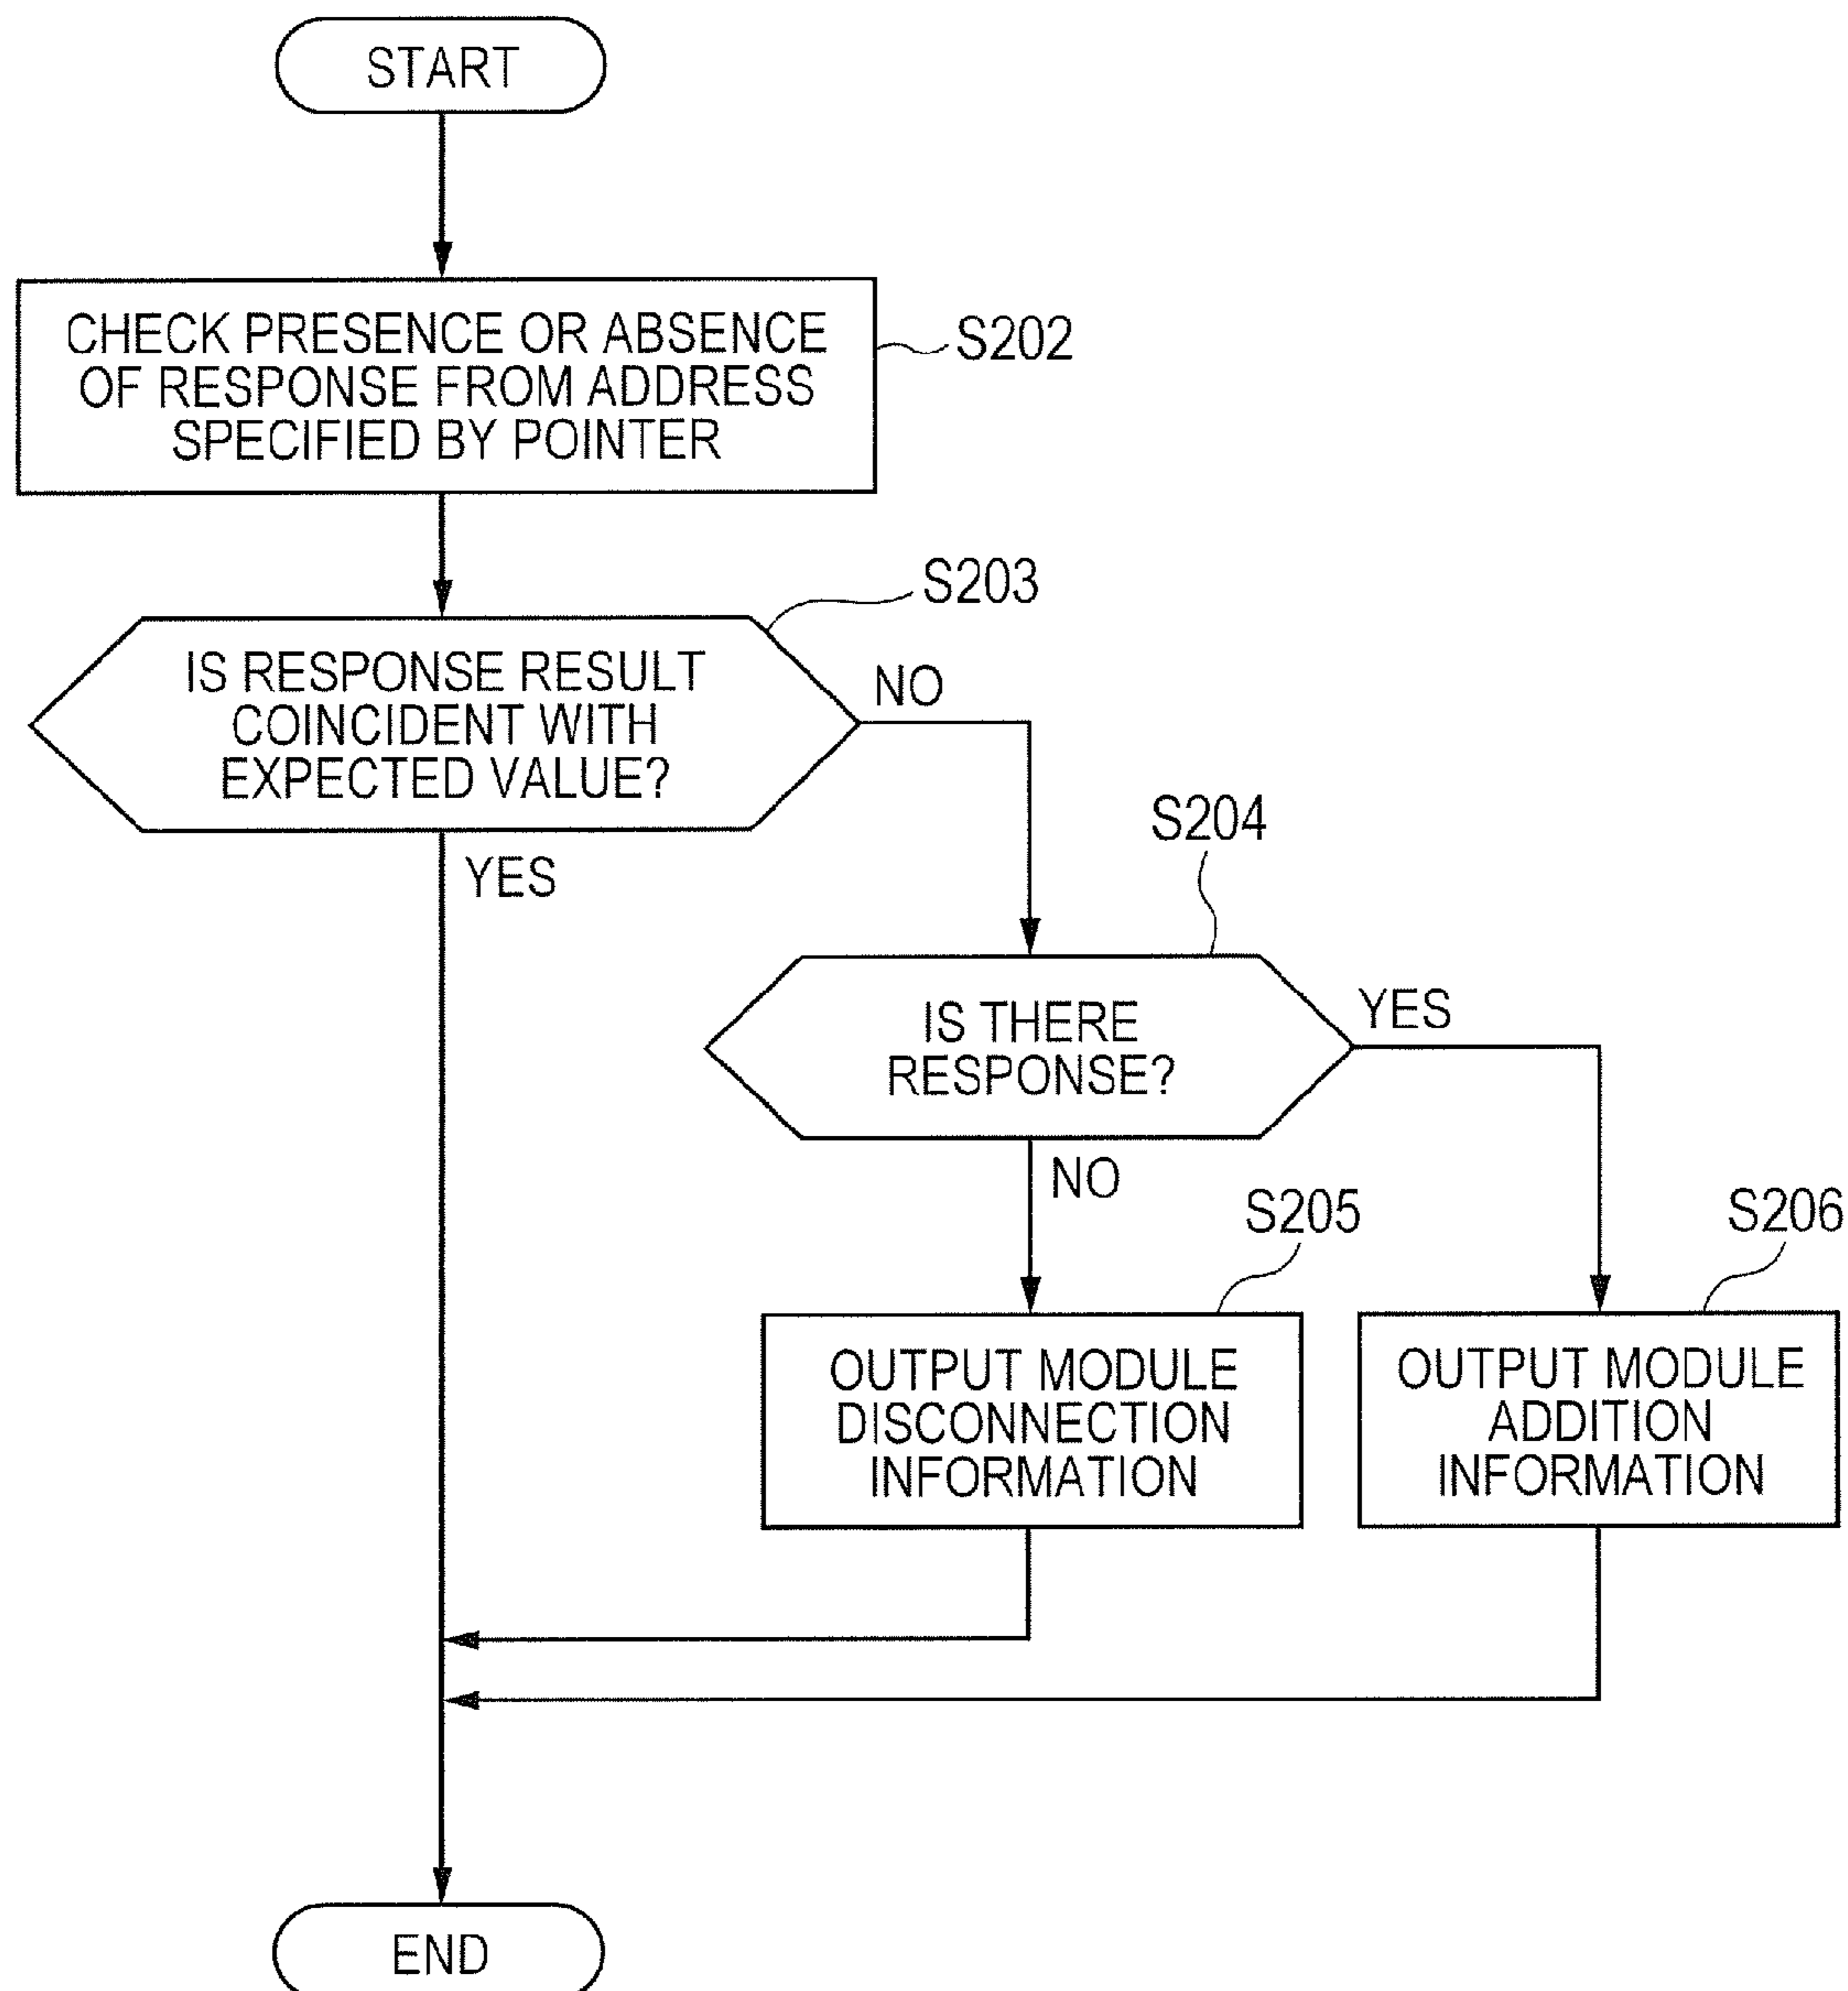 START
CHECK PRESENCE OR ABSENCE
OF RESPONSE FROM ADDRESS
SPECIFIED BY POINTER
S202
S203
IS RESPONSE RESULT
COINCIDENT WITH
EXPECTED VALUE?
NO
YES
S204
IS THERE
RESPONSE?
YES
NO
S205
S206
OUTPUT MODULE
DISCONNECTION
INFORMATION
OUTPUT MODULE
ADDITION
INFORMATION
END